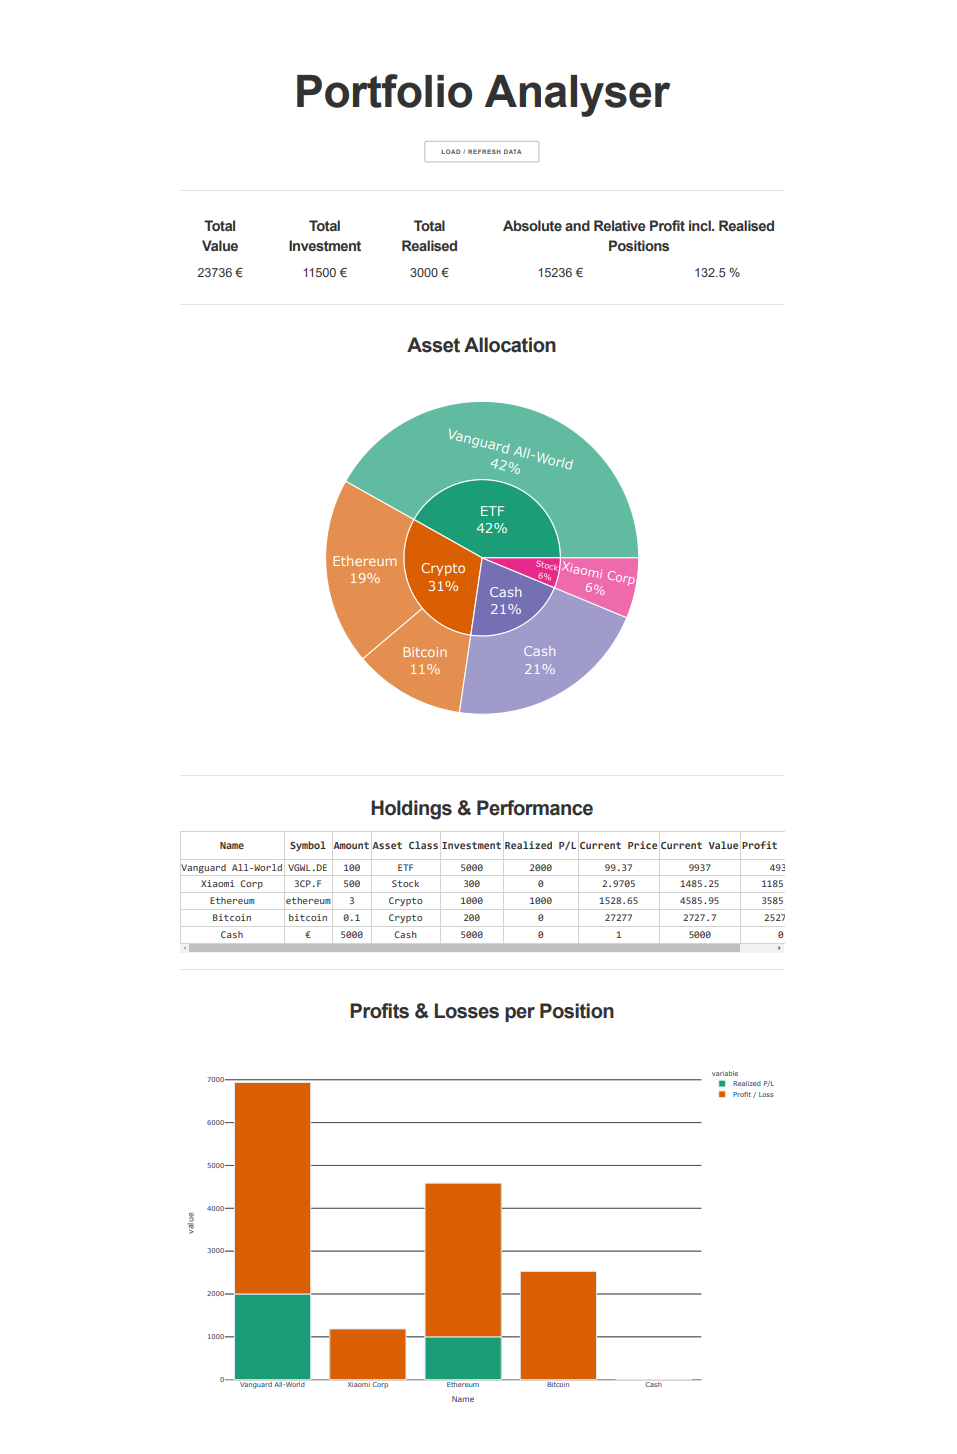 Portfolio Analyser
LOAD / REFRESH DATA
Total Value Total Investment Total Realised Absolute and Relative Profit incl. Realised Positions
23736 € 11500 € 3000 € 15236 € 132.5 %
Asset Allocation
Vanguard All-World
42%
ETF
42%
Ethereum
19%
Crypto
31%
Stock
6%
Xiaomi Corp
6%
Cash
21%
Bitcoin
11%
Cash
21%
Holdings & Performance
Name Symbol Amount Asset Class Investment Realized P/L Current Price Current Value Profit
Vanguard All-World VGWL.DE 100 ETF 5000 2000 99.37 9937 493
Xiaomi Corp 3CP.F 500 Stock 300 0 2.9705 1485.25 1185
Ethereum ethereum 3 Crypto 1000 1000 1528.65 4585.95 3585
Bitcoin bitcoin 0.1 Crypto 200 0 27277 2727.7 2527
Cash € 5000 Cash 5000 0 1 5000 0
Profits & Losses per Position
variable
Realized P/L
Profit / Loss
7000
6000
5000
4000
3000
2000
1000
0
value
Vanguard All-World Xiaomi Corp Ethereum Bitcoin Cash
Name